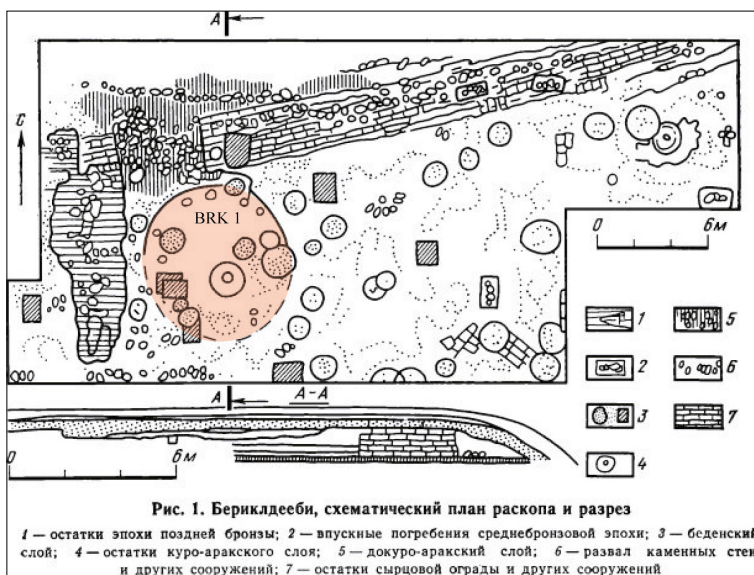 А
С
BRK 1
0 6 м
1 5
2 6
3 7
4
А А-А
0 6 м
Рис. 1. Бериклдееби, схематический план раскопа и разрез
1 — остатки эпохи поздней бронзы; 2 — впускные погребения среднебронзовой эпохи; 3 — беденский
слой; 4 — остатки куро-аракского слоя; 5 — докуро-аракский слой; 6 — развал каменных стен
и других сооружений; 7 — остатки сырцовой ограды и других сооружений